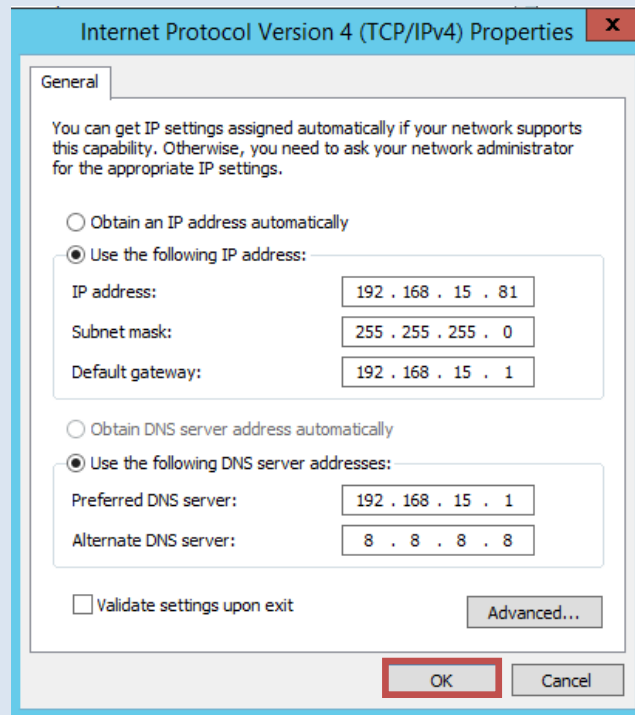 Internet Protocol Version 4 (TCP/IPv4) Properties
x
General
You can get IP settings assigned automatically if your network supports
this capability. Otherwise, you need to ask your network administrator
for the appropriate IP settings.
Obtain an IP address automatically
Use the following IP address:
IP address: 192 . 168 . 15 . 81
Subnet mask: 255 . 255 . 255 . 0
Default gateway: 192 . 168 . 15 . 1
Obtain DNS server address automatically
Use the following DNS server addresses:
Preferred DNS server: 192 . 168 . 15 . 1
Alternate DNS server: 8 . 8 . 8 . 8
Validate settings upon exit
Advanced...
OK Cancel